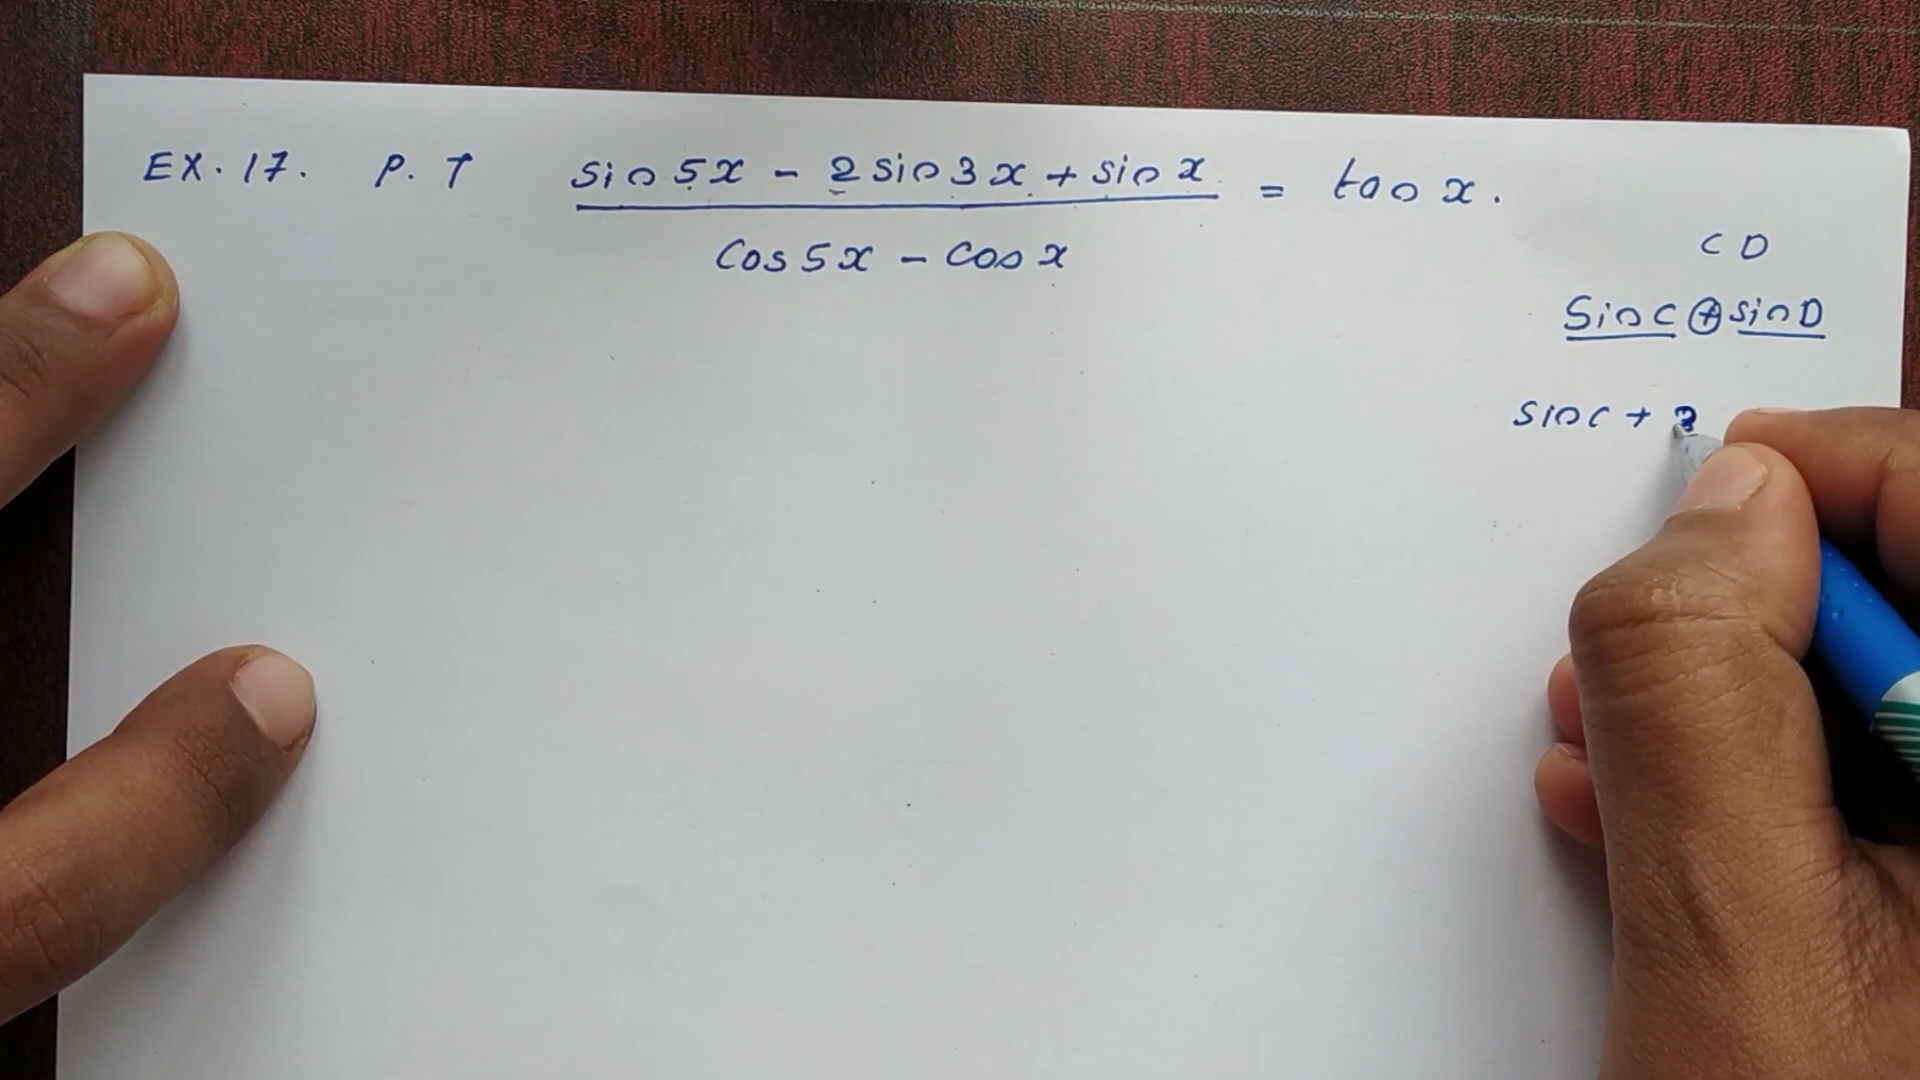 EX. 17. P. T sin 5x - 2 sin 3x + sin x = tan x.
cos 5x - cos x
C D
sin C + sin D
sin C +